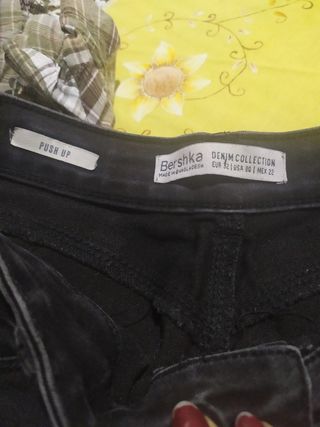 PUSH UP
Bershka
MADE IN BANGLADESH
DENIM COLLECTION
EUR 32 | USA 00 | MEX 22